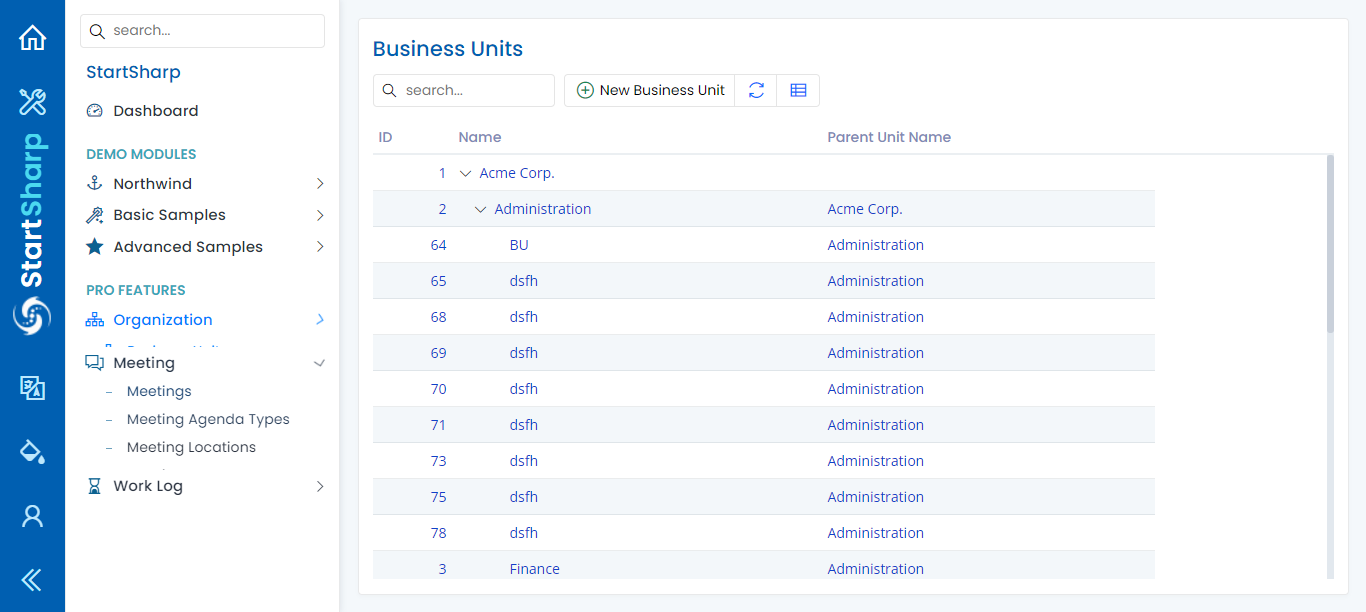 StartSharp
search...
StartSharp
Dashboard
DEMO MODULES
Northwind
Basic Samples
Advanced Samples
PRO FEATURES
Organization
Meeting
Meetings
Meeting Agenda Types
Meeting Locations
Work Log
Business Units
search...
New Business Unit
ID Name Parent Unit Name
1 Acme Corp.
2 Administration Acme Corp.
64 BU Administration
65 dsfh Administration
68 dsfh Administration
69 dsfh Administration
70 dsfh Administration
71 dsfh Administration
73 dsfh Administration
75 dsfh Administration
78 dsfh Administration
3 Finance Administration